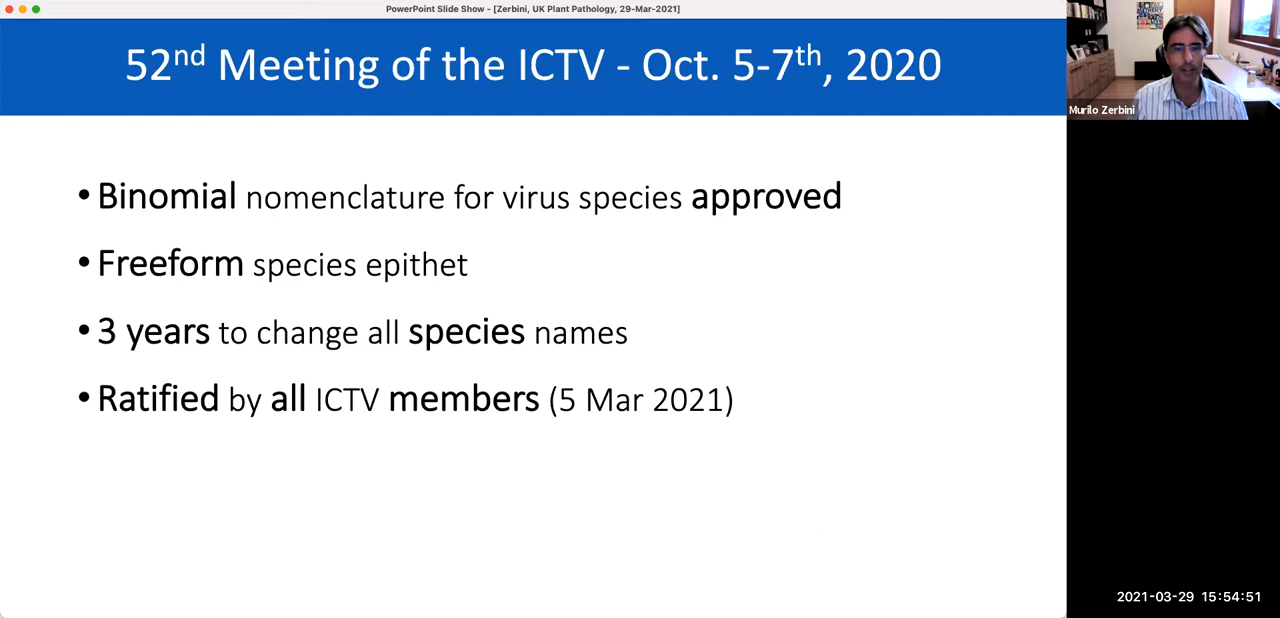 PowerPoint Slide Show - [Zerbini, UK Plant Pathology, 29-Mar-2021]
52nd Meeting of the ICTV - Oct. 5-7th, 2020
Murilo Zerbini
• Binomial nomenclature for virus species approved
• Freeform species epithet
• 3 years to change all species names
• Ratified by all ICTV members (5 Mar 2021)
2021-03-29 15:54:51